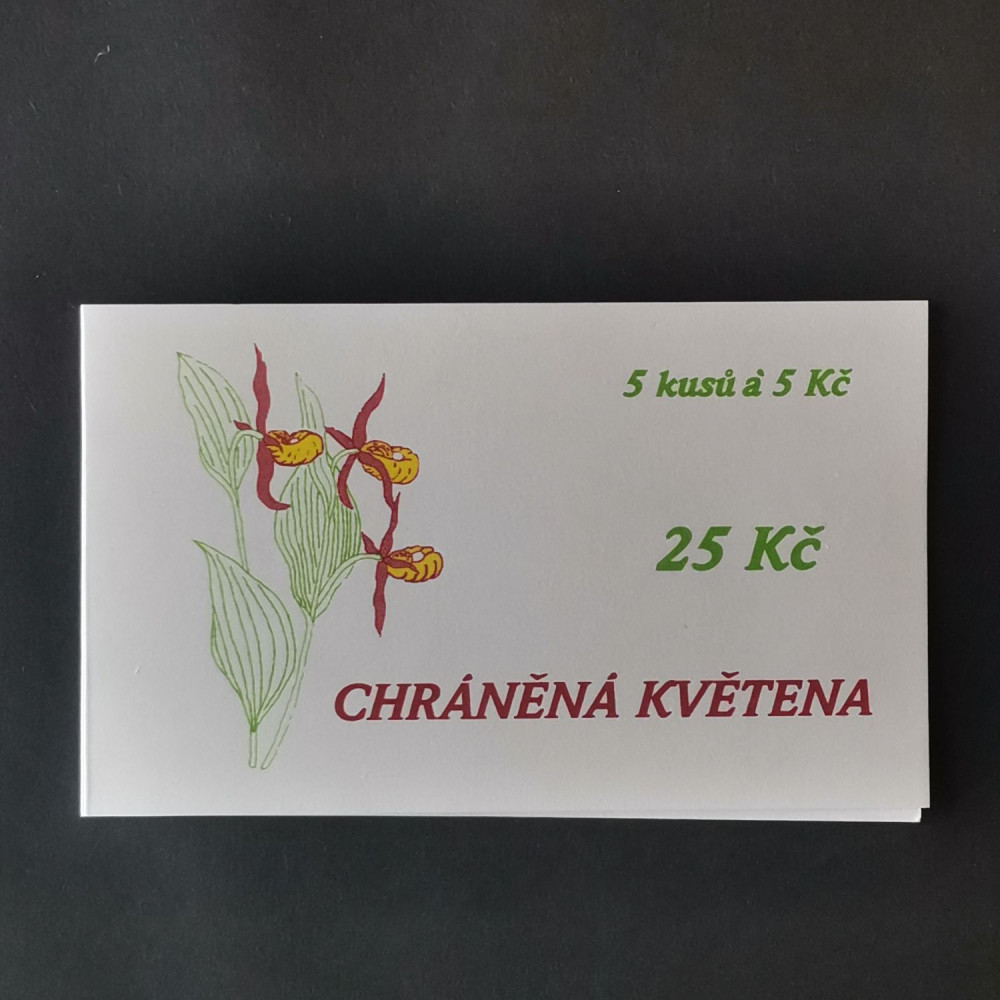 5 kusů à 5 Kč
25 Kč
CHRÁNĚNÁ KVĚTENA